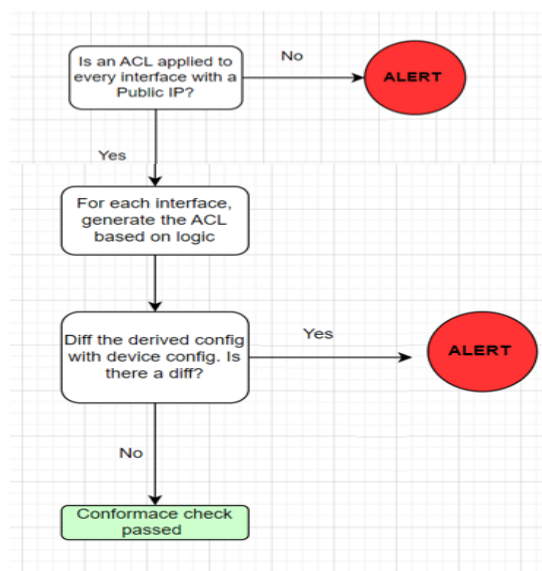 Is an ACL applied to
every interface with a
Public IP?
No
ALERT
Yes
For each interface,
generate the ACL
based on logic
Diff the derived config
with device config. Is
there a diff?
Yes
ALERT
No
Conformace check
passed